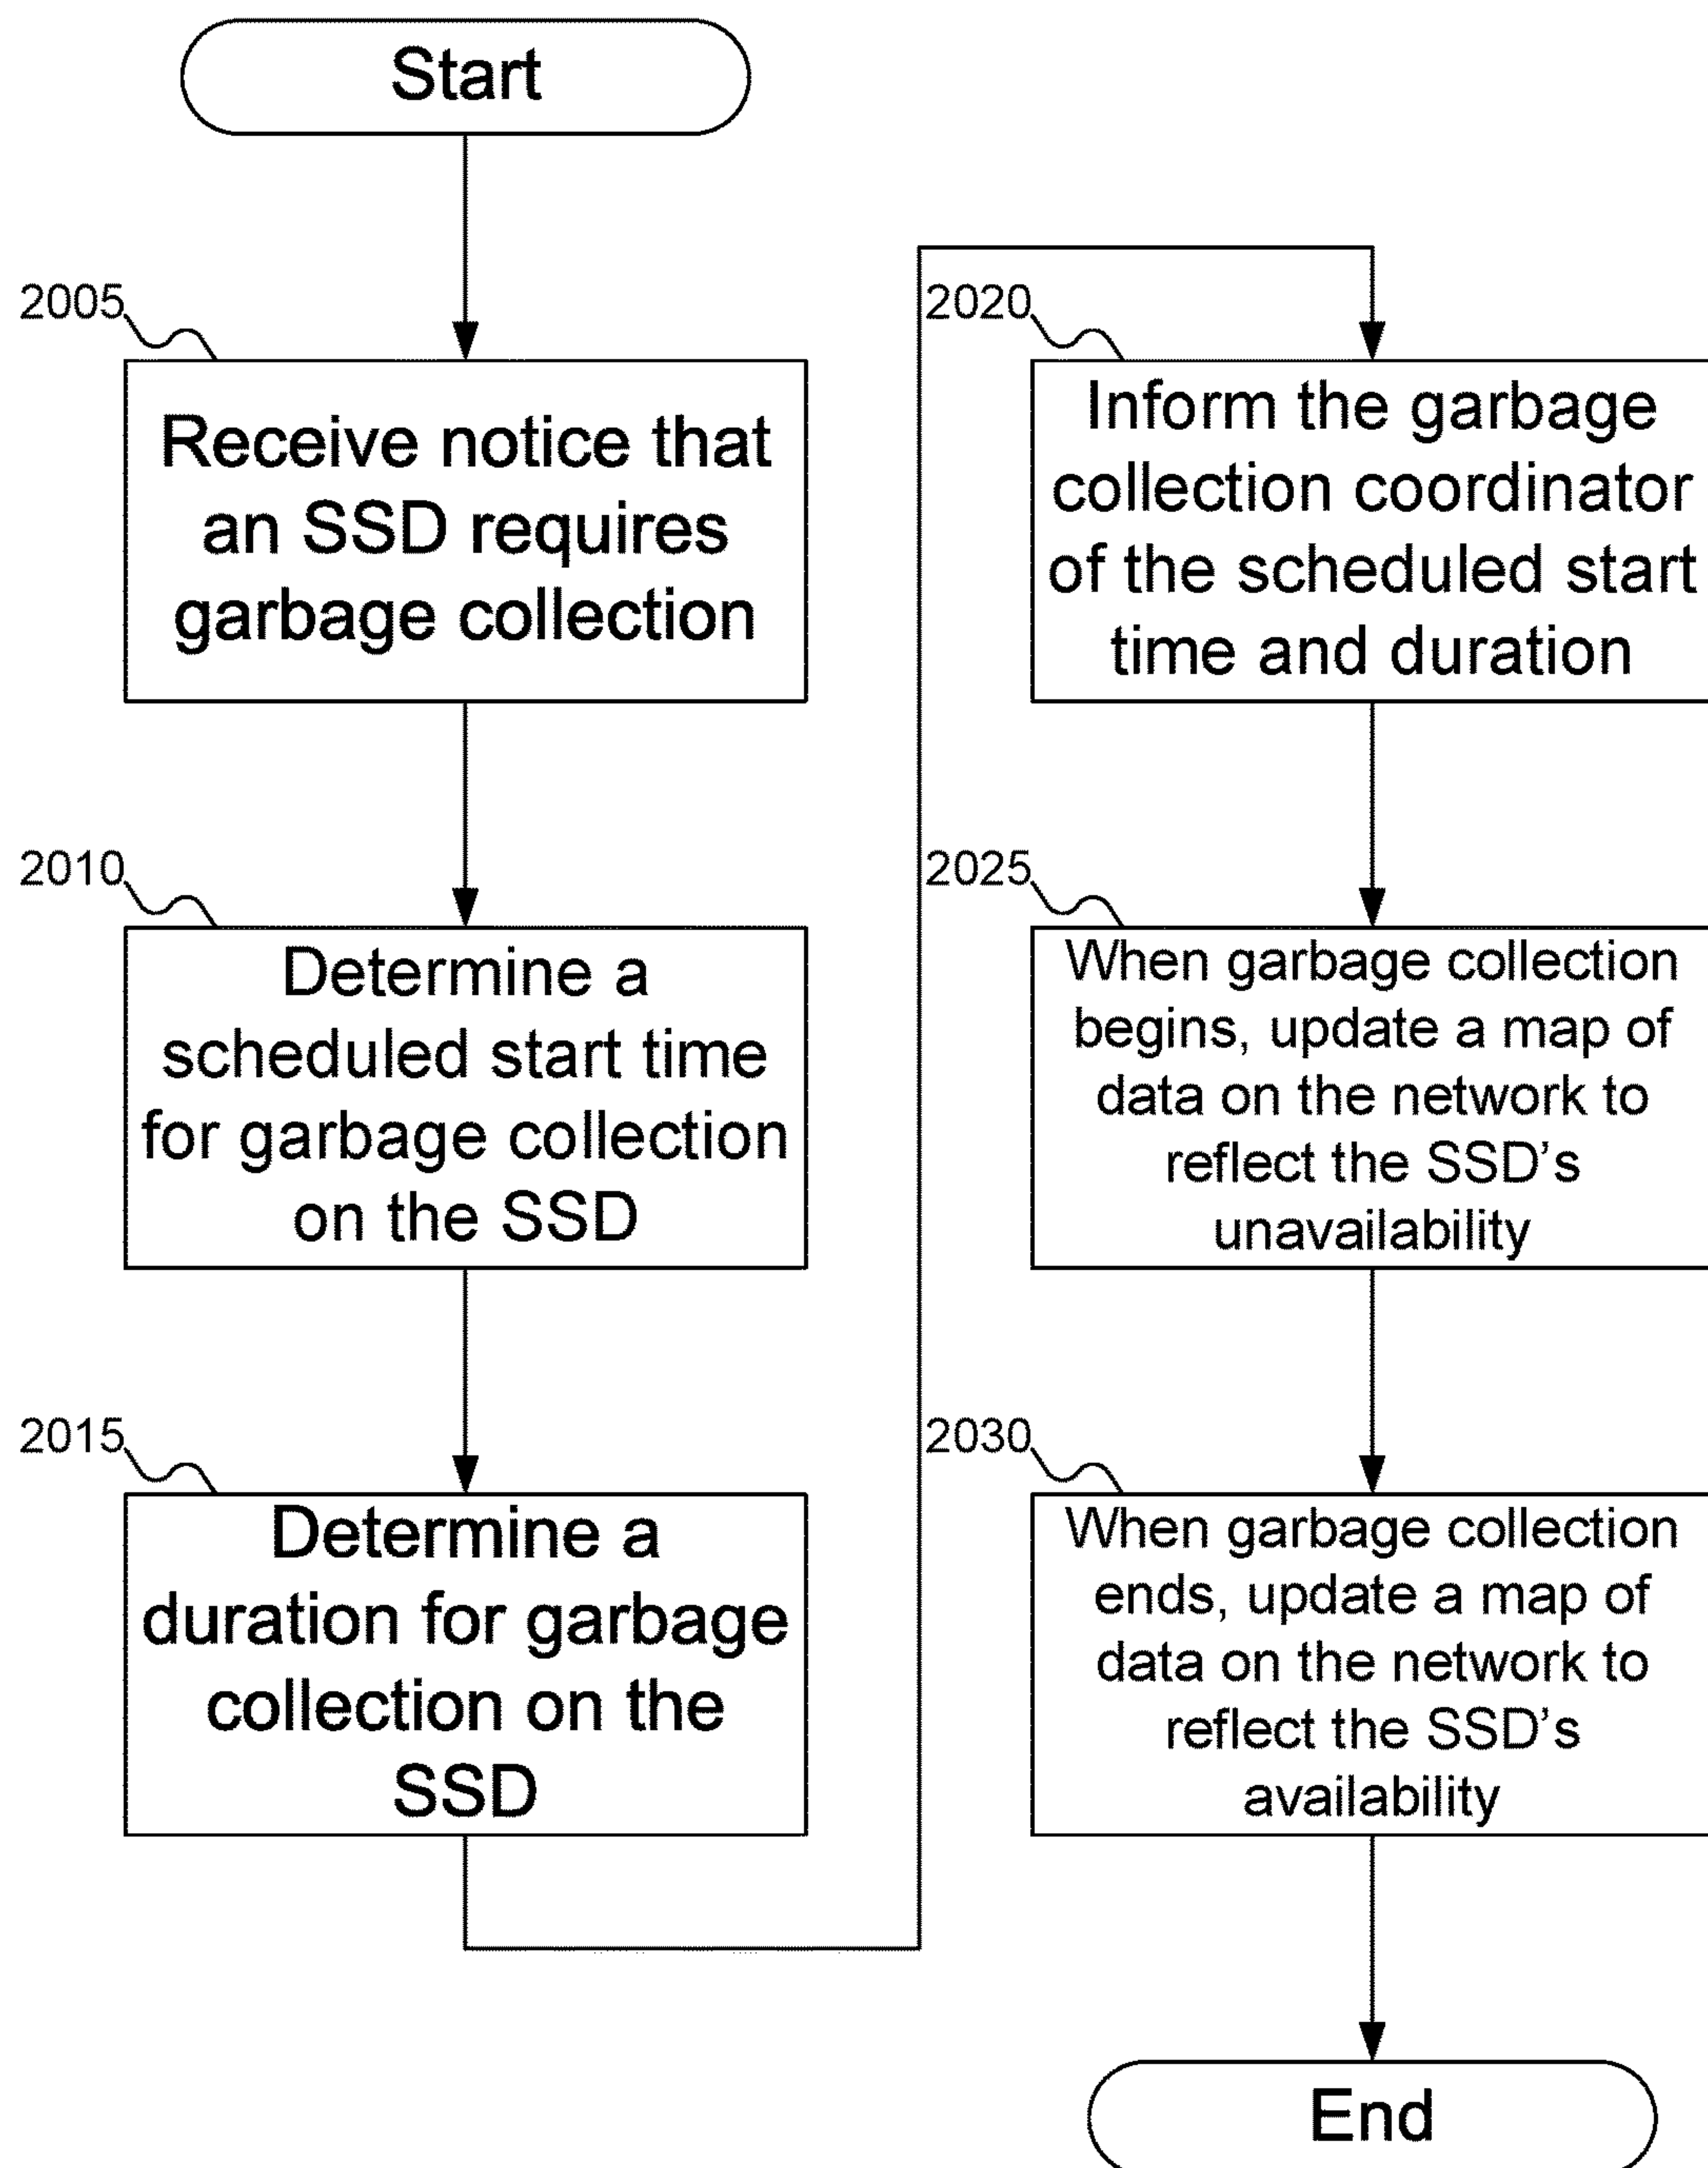 Start
2005
Receive notice that
an SSD requires
garbage collection
2010
Determine a
scheduled start time
for garbage collection
on the SSD
2015
Determine a
duration for garbage
collection on the
SSD
2020
Inform the garbage
collection coordinator
of the scheduled start
time and duration
2025
When garbage collection
begins, update a map of
data on the network to
reflect the SSD’s
unavailability
2030
When garbage collection
ends, update a map of
data on the network to
reflect the SSD’s
availability
End